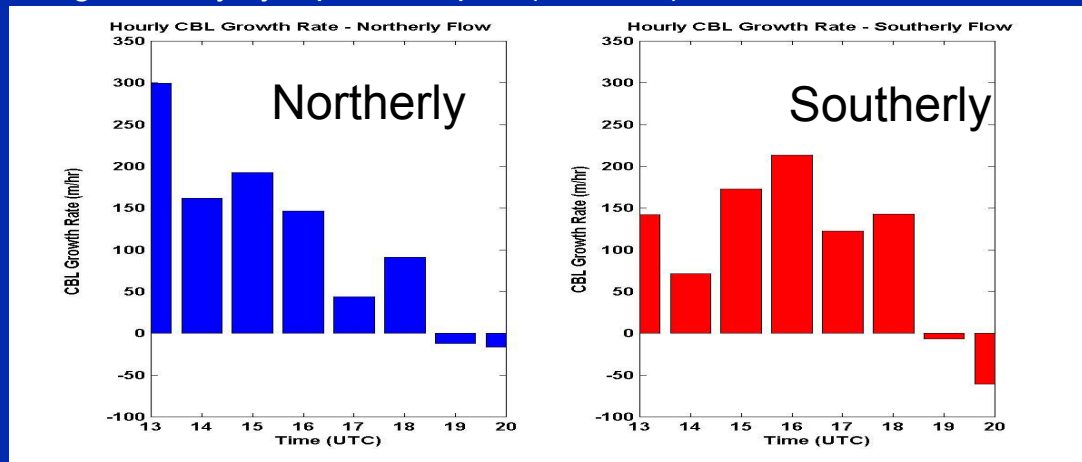 Hourly CBL Growth Rate - Northerly Flow
Northerly
CBL Growth Rate (m/hr)
350
300
250
200
150
100
50
0
-50
-100
13 14 15 16 17 18 19 20
Time (UTC)
Hourly CBL Growth Rate - Southerly Flow
Southerly
CBL Growth Rate (m/hr)
350
300
250
200
150
100
50
0
-50
-100
13 14 15 16 17 18 19 20
Time (UTC)